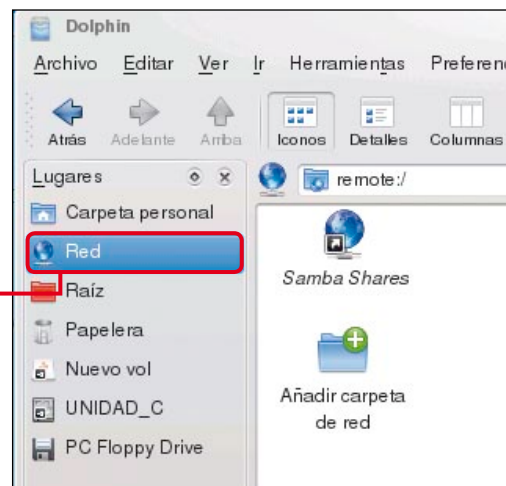 Dolphin
Archivo Editar Ver Ir Herramientas
Atrás Adelante Arriba Iconos Detalles Columnas
Lugares
remote:/
Carpeta personal
Red
Raíz
Papelera
Nuevo vol
UNIDAD_C
PC Floppy Drive
Samba Shares
Añadir carpeta
de red